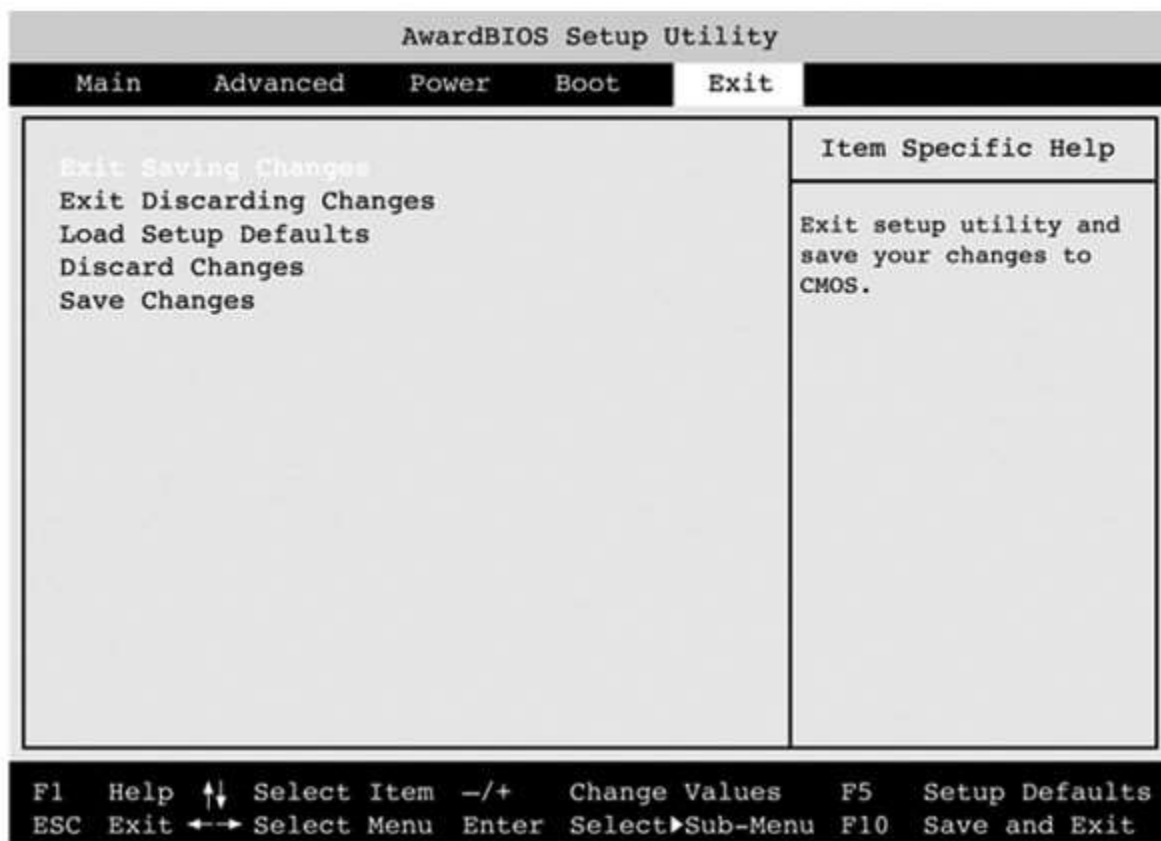 AwardBIOS Setup Utility
Main Advanced Power Boot Exit
Exit Saving Changes
Exit Discarding Changes
Load Setup Defaults
Discard Changes
Save Changes
Item Specific Help
Exit setup utility and
save your changes to
CMOS.
F1 Help ↑↓ Select Item –/+ Change Values F5 Setup Defaults
ESC Exit ←→ Select Menu Enter Select▶Sub-Menu F10 Save and Exit